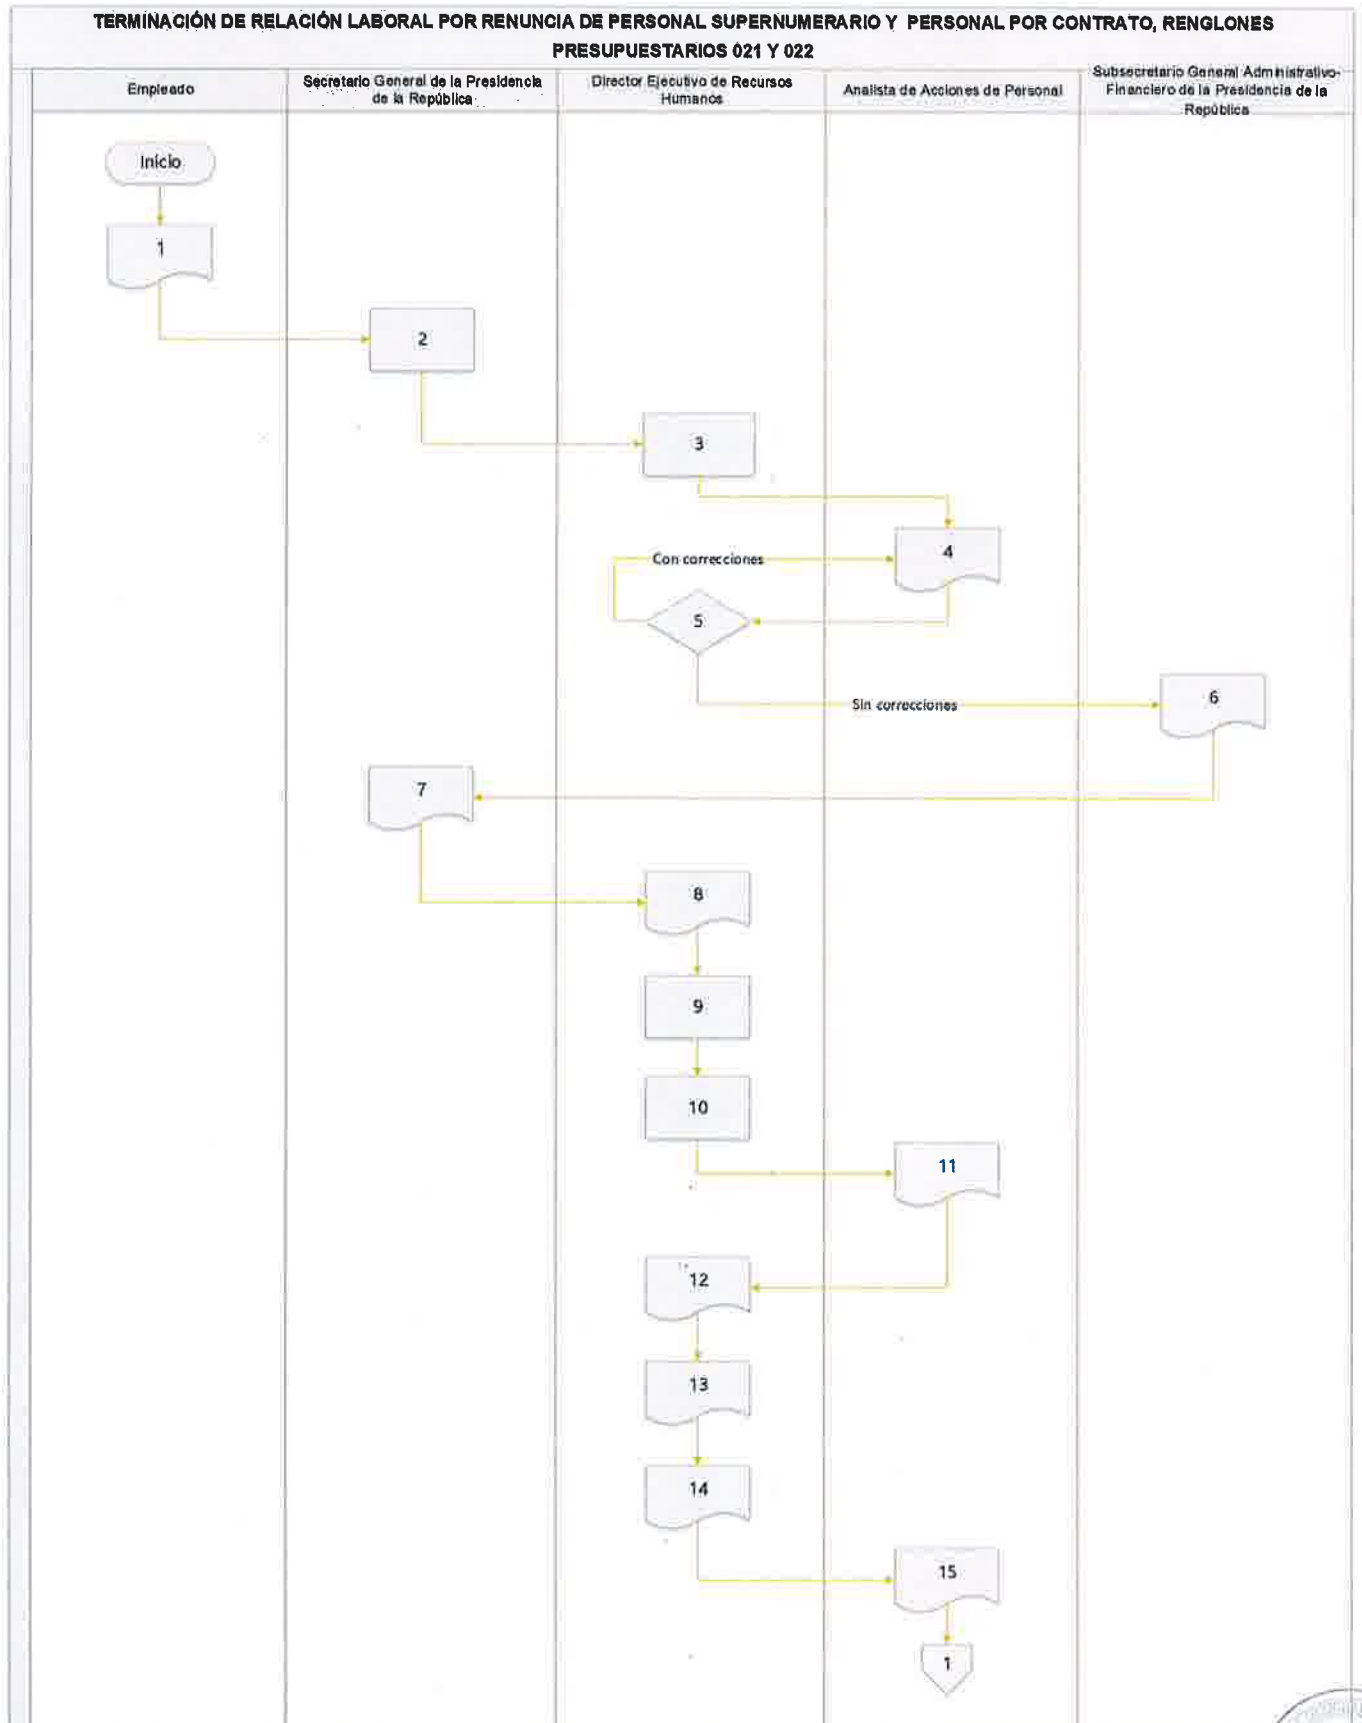 TERMINACIÓN DE RELACIÓN LABORAL POR RENUNCIA DE PERSONAL SUPERNUMERARIO Y PERSONAL POR CONTRATO, RENGLONES
PRESUPUESTARIOS 021 Y 022
Empleado
Secretario General de la Presidencia
de la República
Director Ejecutivo de Recursos
Humanos
Analista de Acciones de Personal
Subsecretario General Administrativo-
Financiero de la Presidencia de la
República
Inicio
1
2
3
4
Con correcciones
5
6
Sin correcciones
7
8
9
10
11
12
13
14
15
1